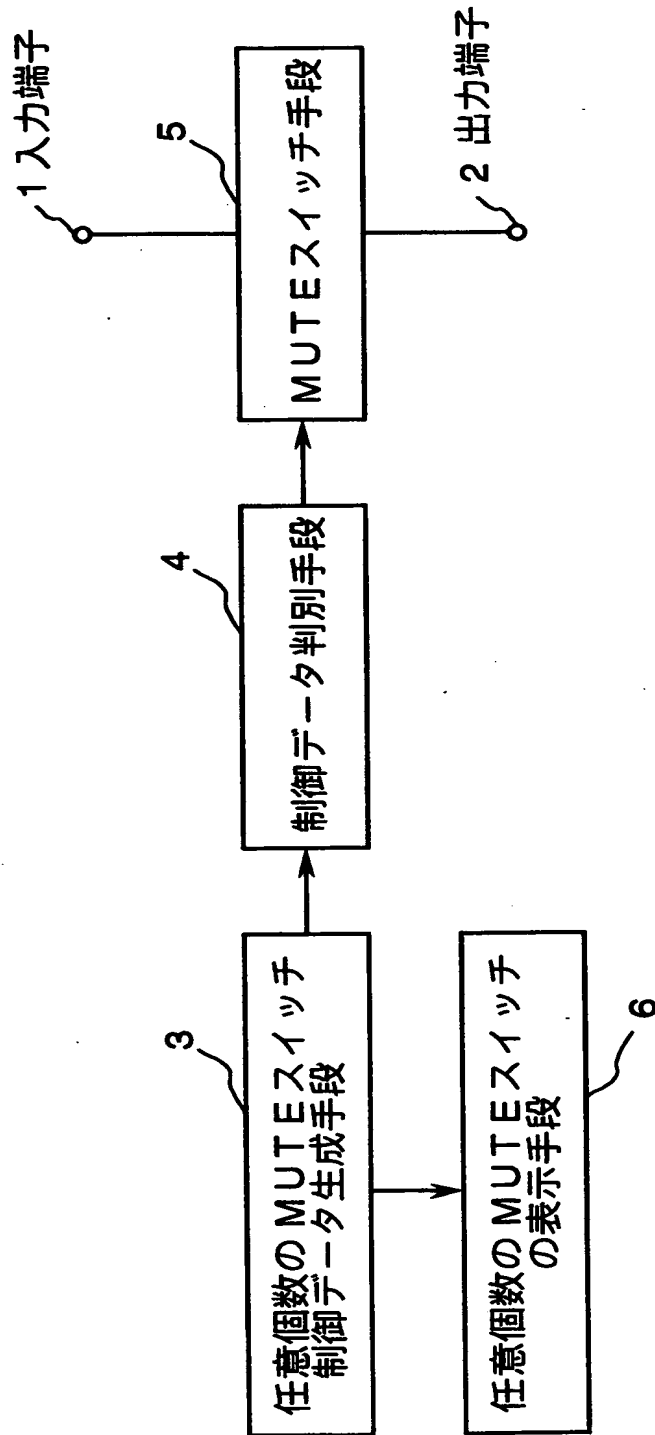 1 入力端子
5
MUTEスイッチ手段
2 出力端子
4
制御データ判別手段
3
任意個数のMUTEスイッチ
制御データ生成手段
任意個数のMUTEスイッチ
の表示手段
6